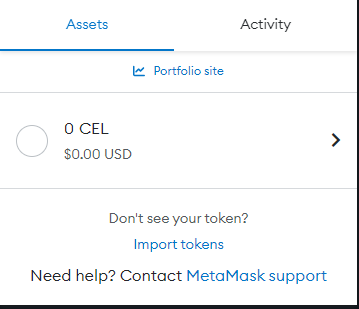 Assets
Activity
Portfolio site
0 CEL
$0.00 USD
Don't see your token?
Import tokens
Need help? Contact MetaMask support